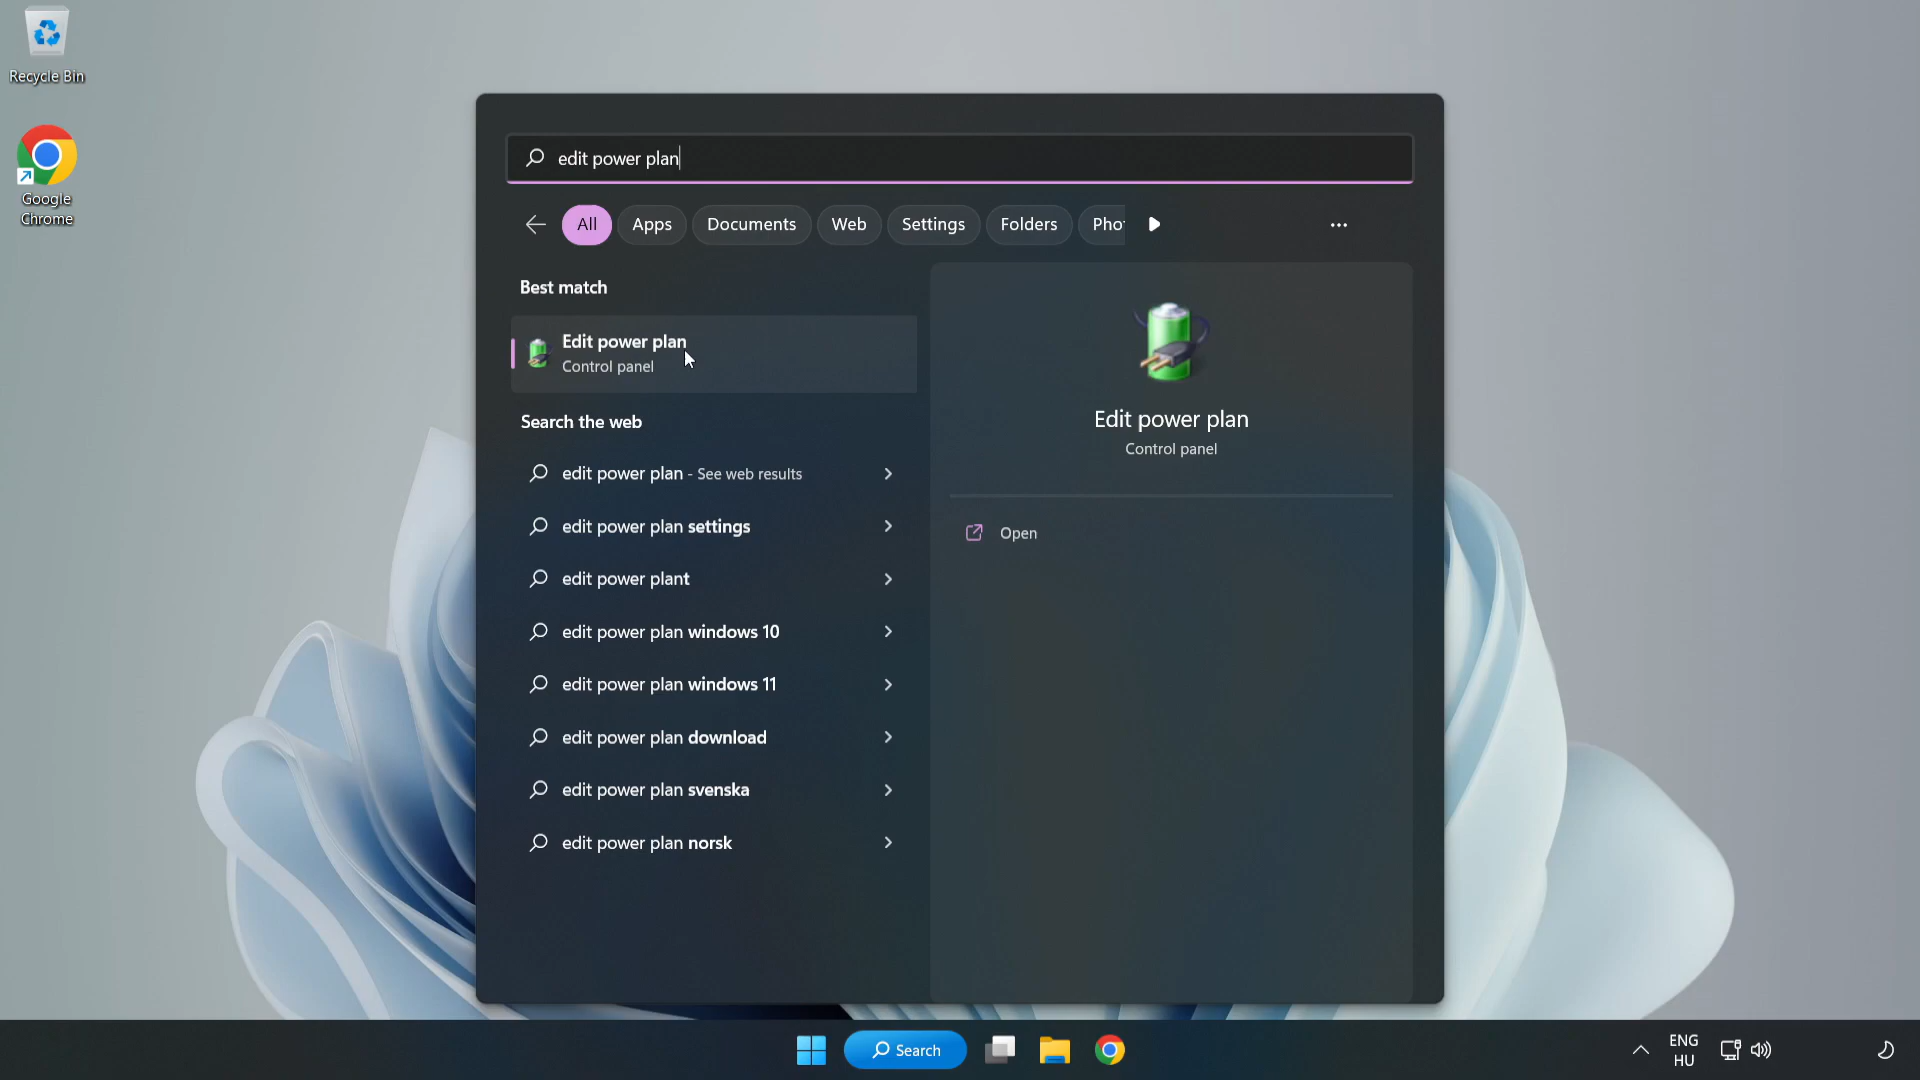 Recycle Bin
Google
Chrome
edit power plan
All
Apps
Documents
Web
Settings
Folders
Pho
Best match
Edit power plan
Control panel
Search the web
edit power plan - See web results
edit power plan settings
edit power plant
edit power plan windows 10
edit power plan windows 11
edit power plan download
edit power plan svenska
edit power plan norsk
Edit power plan
Control panel
Open
Search
ENG
HU